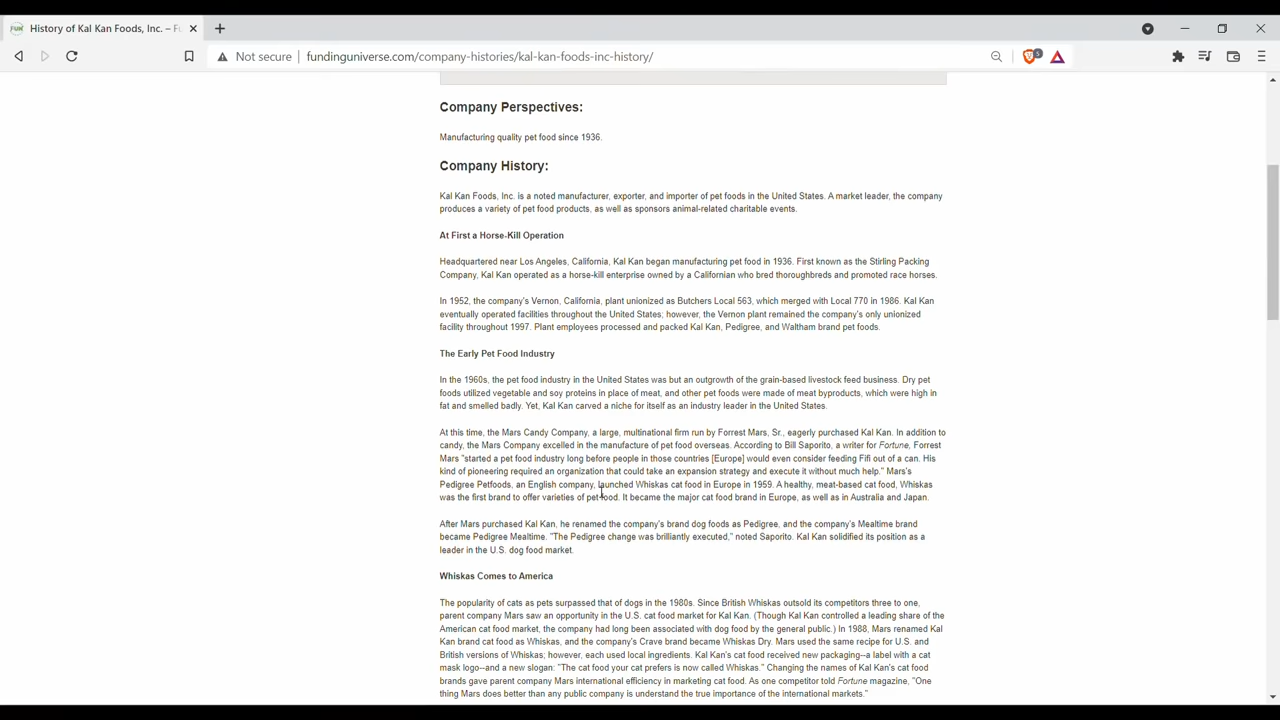 History of Kal Kan Foods, Inc. – Fu
Not secure
fundinguniverse.com/company-histories/kal-kan-foods-inc-history/
5
Company Perspectives:
Manufacturing quality pet food since 1936.
Company History:
Kal Kan Foods, Inc. is a noted manufacturer, exporter, and importer of pet foods in the United States. A market leader, the company
produces a variety of pet food products, as well as sponsors animal-related charitable events.
At First a Horse-Kill Operation
Headquartered near Los Angeles, California, Kal Kan began manufacturing pet food in 1936. First known as the Stirling Packing
Company, Kal Kan operated as a horse-kill enterprise owned by a Californian who bred thoroughbreds and promoted race horses.
In 1952, the company's Vernon, California, plant unionized as Butchers Local 563, which merged with Local 770 in 1986. Kal Kan
eventually operated facilities throughout the United States; however, the Vernon plant remained the company's only unionized
facility throughout 1997. Plant employees processed and packed Kal Kan, Pedigree, and Waltham brand pet foods.
The Early Pet Food Industry
In the 1960s, the pet food industry in the United States was but an outgrowth of the grain-based livestock feed business. Dry pet
foods utilized vegetable and soy proteins in place of meat, and other pet foods were made of meat byproducts, which were high in
fat and smelled badly. Yet, Kal Kan carved a niche for itself as an industry leader in the United States.
At this time, the Mars Candy Company, a large, multinational firm run by Forrest Mars, Sr., eagerly purchased Kal Kan. In addition to
candy, the Mars Company excelled in the manufacture of pet food overseas. According to Bill Saporito, a writer for Fortune, Forrest
Mars "started a pet food industry long before people in those countries [Europe] would even consider feeding Fifi out of a can. His
kind of pioneering required an organization that could take an expansion strategy and execute it without much help." Mars's
Pedigree Petfoods, an English company, launched Whiskas cat food in Europe in 1959. A healthy, meat-based cat food, Whiskas
was the first brand to offer varieties of pet food. It became the major cat food brand in Europe, as well as in Australia and Japan.
After Mars purchased Kal Kan, he renamed the company's brand dog foods as Pedigree, and the company's Mealtime brand
became Pedigree Mealtime. "The Pedigree change was brilliantly executed," noted Saporito. Kal Kan solidified its position as a
leader in the U.S. dog food market.
Whiskas Comes to America
The popularity of cats as pets surpassed that of dogs in the 1980s. Since British Whiskas outsold its competitors three to one,
parent company Mars saw an opportunity in the U.S. cat food market for Kal Kan. (Though Kal Kan controlled a leading share of the
American cat food market, the company had long been associated with dog food by the general public.) In 1988, Mars renamed Kal
Kan brand cat food as Whiskas, and the company's Crave brand became Whiskas Dry. Mars used the same recipe for U.S. and
British versions of Whiskas; however, each used local ingredients. Kal Kan's cat food received new packaging--a label with a cat
mask logo--and a new slogan: "The cat food your cat prefers is now called Whiskas." Changing the names of Kal Kan's cat food
brands gave parent company Mars international efficiency in marketing cat food. As one competitor told Fortune magazine, "One
thing Mars does better than any public company is understand the true importance of the international markets."